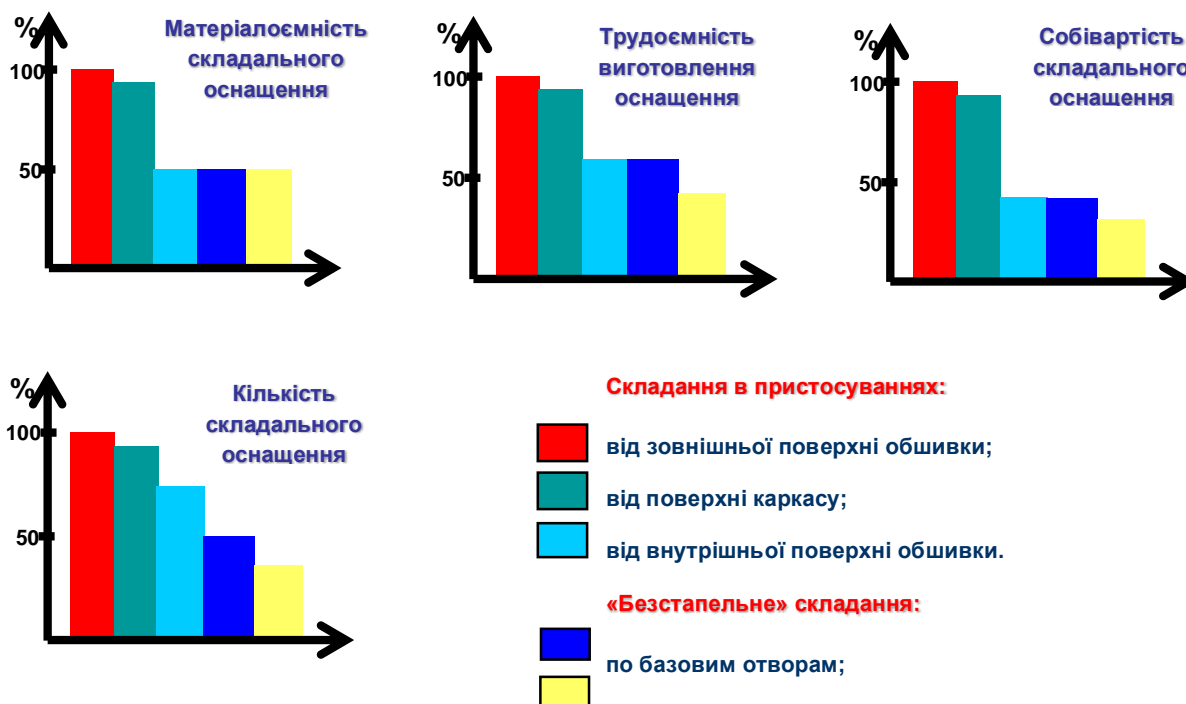 %
100
50
Матеріалоємність
складального
оснащення
%
100
50
Трудоємність
виготовлення
оснащення
%
100
50
Собівартість
складального
оснащення
%
100
50
Кількість
складального
оснащення
Складання в пристосуваннях:
від зовнішньої поверхні обшивки;
від поверхні каркасу;
від внутрішньої поверхні обшивки.
«Безстапельне» складання:
по базовим отворам;